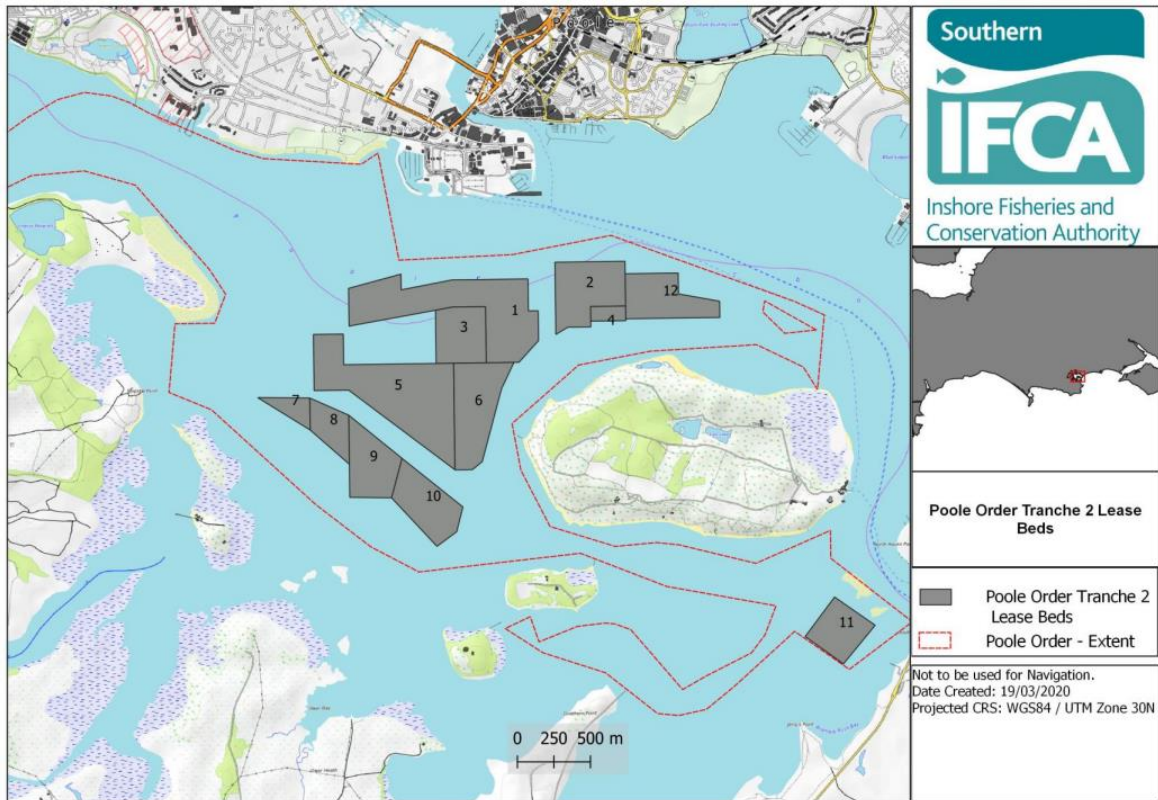 Poole
Hamworthy
1
2
3
4
5
6
7
8
9
10
11
12
0 250 500 m
Southern
IFCA
Inshore Fisheries and
Conservation Authority
Poole Order Tranche 2 Lease
Beds
Poole Order Tranche 2
Lease Beds
Poole Order - Extent
Not to be used for Navigation.
Date Created: 19/03/2020
Projected CRS: WGS84 / UTM Zone 30N